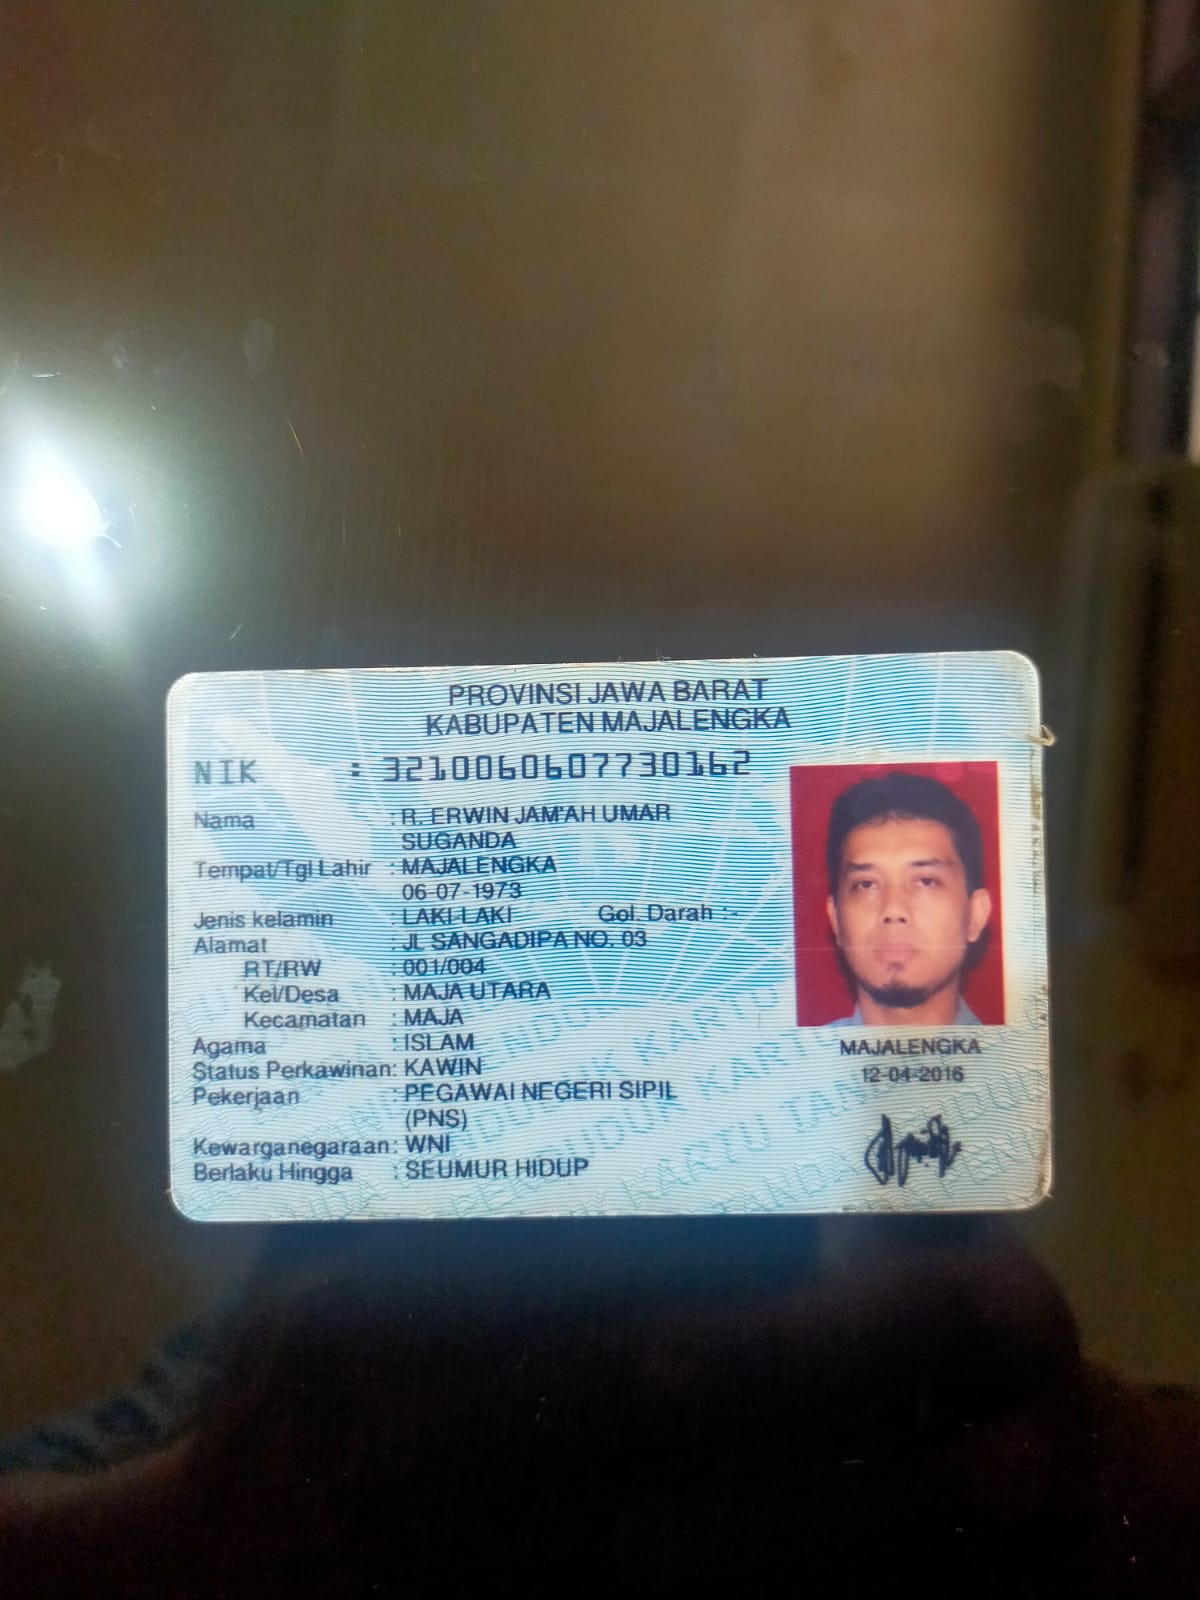 PROVINSI JAWA BARAT
KABUPATEN MAJALENGKA
NIK : 3210060607730162
Nama : R. ERWIN JAM'AH UMAR
SUGANDA
Tempat/Tgl Lahir : MAJALENGKA
06-07-1973
Jenis kelamin : LAKI-LAKI Gol. Darah : -
Alamat : JL SANGADIPA NO. 03
RT/RW : 001/004
Kel/Desa : MAJA UTARA
Kecamatan : MAJA
Agama : ISLAM
Status Perkawinan: KAWIN
Pekerjaan : PEGAWAI NEGERI SIPIL
(PNS)
Kewarganegaraan: WNI
Berlaku Hingga : SEUMUR HIDUP
MAJALENGKA
12-04-2016